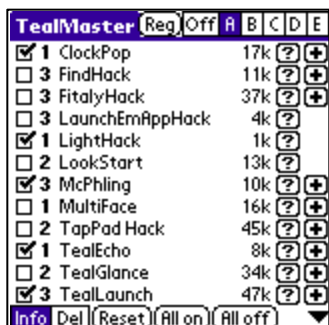 TealMaster Reg Off A B C D E
1 ClockPop 17k ? +
3 FindHack 11k ? +
3 FitalyHack 37k ? +
3 LaunchEmAppHack 4k ?
1 LightHack 1k ?
2 LookStart 13k ?
3 McPhling 10k ? +
1 MultiFace 16k ? +
2 TapPad Hack 45k ? +
1 TealEcho 8k ? +
2 TealGlance 34k ? +
3 TealLaunch 47k ? +
Info Del Reset All on All off